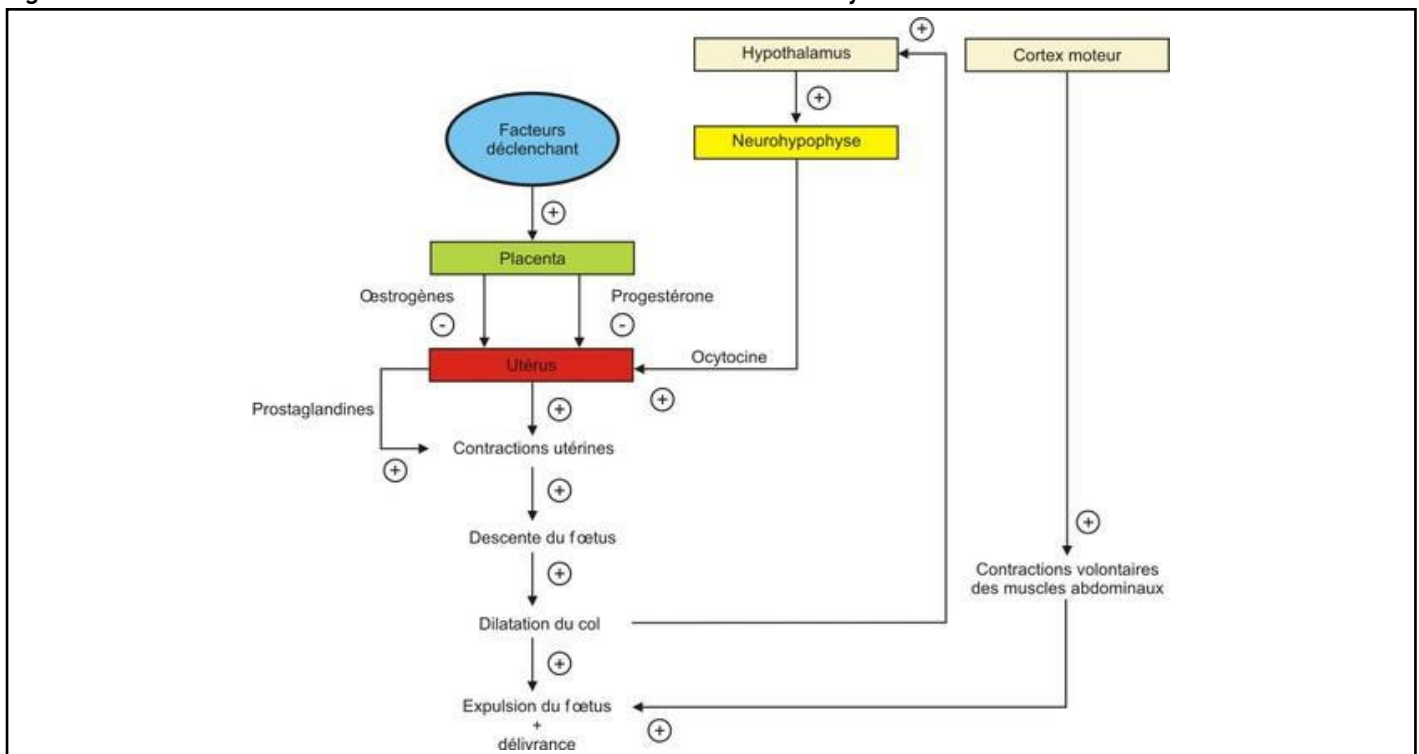 Hypothalamus
+
Cortex moteur
+
Neurohypophyse
Facteurs
déclenchant
+
Placenta
Œstrogènes
-
Progestérone
-
Utérus
Ocytocine
+
Prostaglandines
+
+
Contractions utérines
+
Descente du fœtus
+
Dilatation du col
+
Contractions volontaires
des muscles abdominaux
+
Expulsion du fœtus
+
délivrance
+